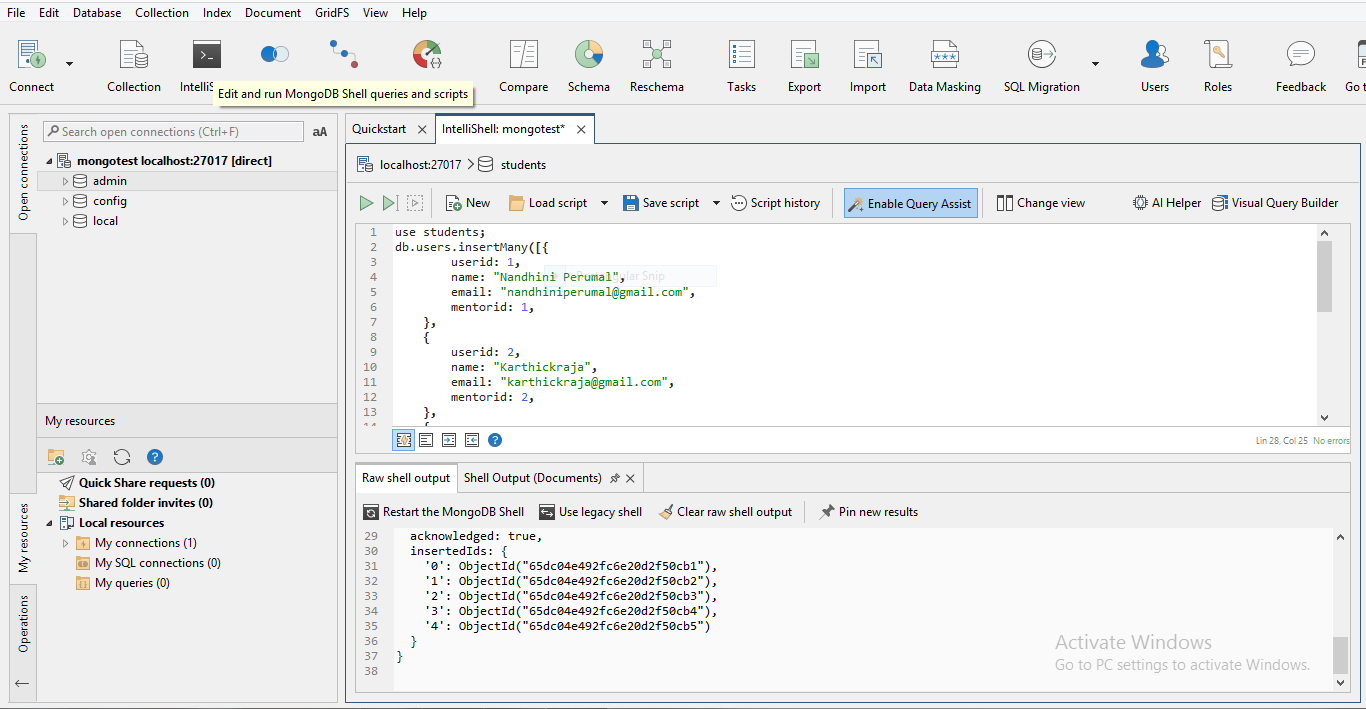 File Edit Database Collection Index Document GridFS View Help
Connect Collection IntelliS Compare Schema Reschema Tasks Export Import Data Masking SQL Migration Users Roles Feedback Go t
Edit and run MongoDB Shell queries and scripts
Open connections
Search open connections (Ctrl+F) aA
mongotest localhost:27017 [direct]
admin
config
local
My resources
My resources
Quick Share requests (0)
Shared folder invites (0)
Local resources
My connections (1)
My SQL connections (0)
My queries (0)
Operations
Quickstart IntelliShell: mongotest*
localhost:27017 students
New Load script Save script Script history Enable Query Assist Change view AI Helper Visual Query Builder
1 use students;
2 db.users.insertMany([{
3 userid: 1,
4 name: "Nandhini Perumal",
5 email: "nandhiniperumal@gmail.com",
6 mentorid: 1,
7 },
8 {
9 userid: 2,
10 name: "Karthickraja",
11 email: "karthickraja@gmail.com",
12 mentorid: 2,
13 },
14 {
Lin 28, Col 25 No errors
Raw shell output Shell Output (Documents)
Restart the MongoDB Shell Use legacy shell Clear raw shell output Pin new results
29 acknowledged: true,
30 insertedIds: {
31 '0': ObjectId("65dc04e492fc6e20d2f50cb1"),
32 '1': ObjectId("65dc04e492fc6e20d2f50cb2"),
33 '2': ObjectId("65dc04e492fc6e20d2f50cb3"),
34 '3': ObjectId("65dc04e492fc6e20d2f50cb4"),
35 '4': ObjectId("65dc04e492fc6e20d2f50cb5")
36 }
37 }
38
Activate Windows
Go to PC settings to activate Windows.